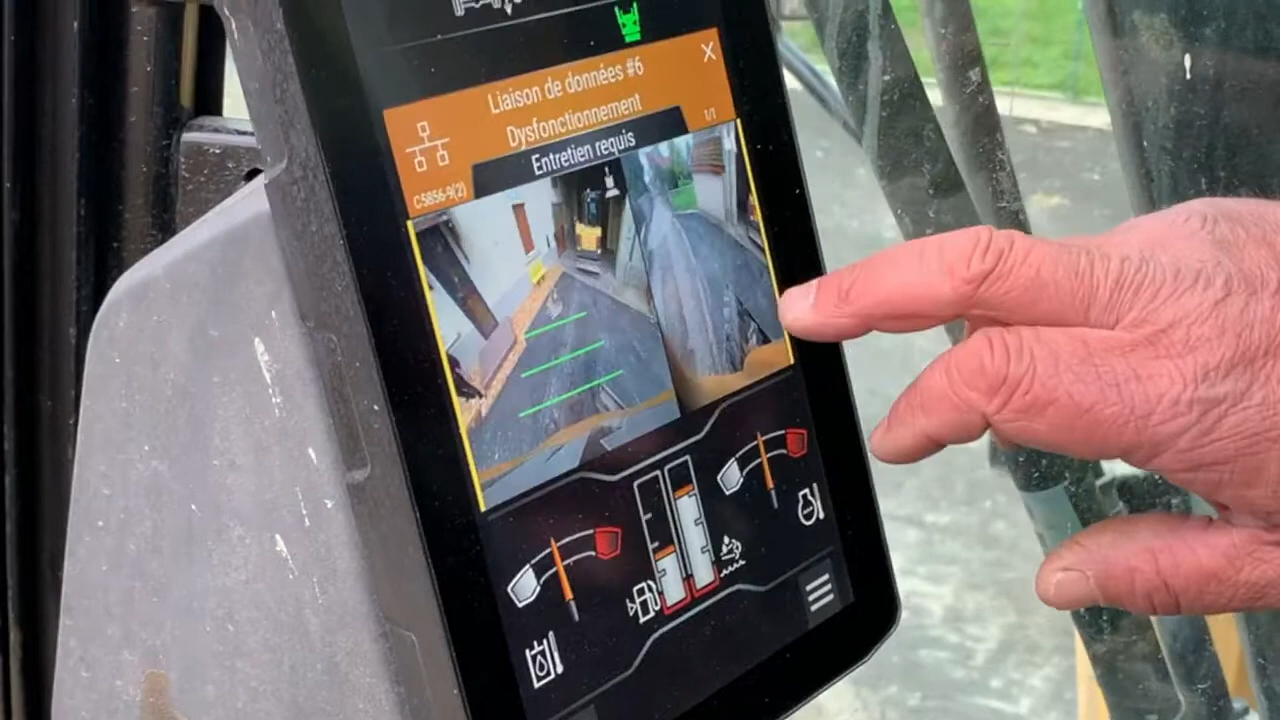 Liaison de données #6
Dysfonctionnement
1/1
Entretien requis
C5856-9(2)